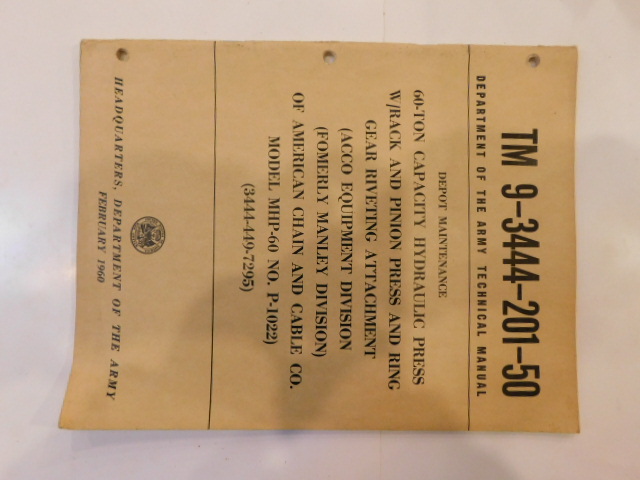 TM 9-3444-201-50
DEPARTMENT OF THE ARMY TECHNICAL MANUAL
DEPOT MAINTENANCE
60-TON CAPACITY HYDRAULIC PRESS
W/RACK AND PINION PRESS AND RING
GEAR RIVETING ATTACHMENT
(ACCO EQUIPMENT DIVISION
(FOMERLY MANLEY DIVISION)
OF AMERICAN CHAIN AND CABLE CO.
MODEL MHP-60 NO. P-1022)
(3444-449-7295)
HEADQUARTERS, DEPARTMENT OF THE ARMY
FEBRUARY 1960